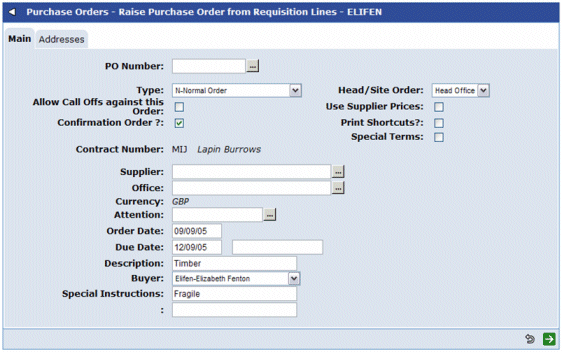 Purchase Orders - Raise Purchase Order from Requisition Lines - ELIFEN
Main Addresses
PO Number: ...
Type: N-Normal Order Head/Site Order: Head Office
Allow Call Offs against this Order: Use Supplier Prices:
Confirmation Order ?: Print Shortcuts?:
Special Terms:
Contract Number: MIJ Lapin Burrows
Supplier: ...
Office: ...
Currency: GBP
Attention: ...
Order Date: 09/09/05
Due Date: 12/09/05
Description: Timber
Buyer: Elifen-Elizabeth Fenton
Special Instructions: Fragile
: